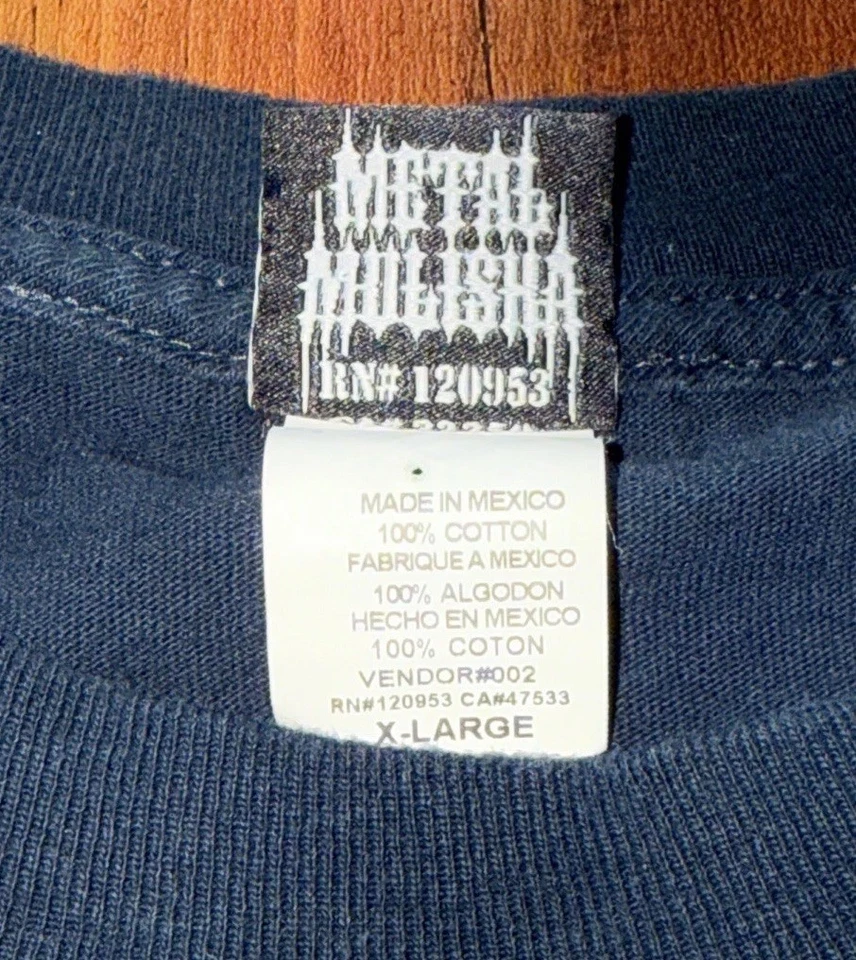 METAL
MULISHA
RN# 120953
MADE IN MEXICO
100% COTTON
FABRIQUE A MEXICO
100% ALGODON
HECHO EN MEXICO
100% COTON
VENDOR#002
RN#120953 CA#47533
X-LARGE